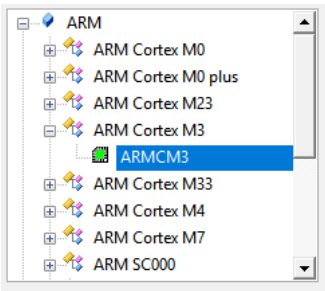 ARM
ARM Cortex M0
ARM Cortex M0 plus
ARM Cortex M23
ARM Cortex M3
ARMCM3
ARM Cortex M33
ARM Cortex M4
ARM Cortex M7
ARM SC000